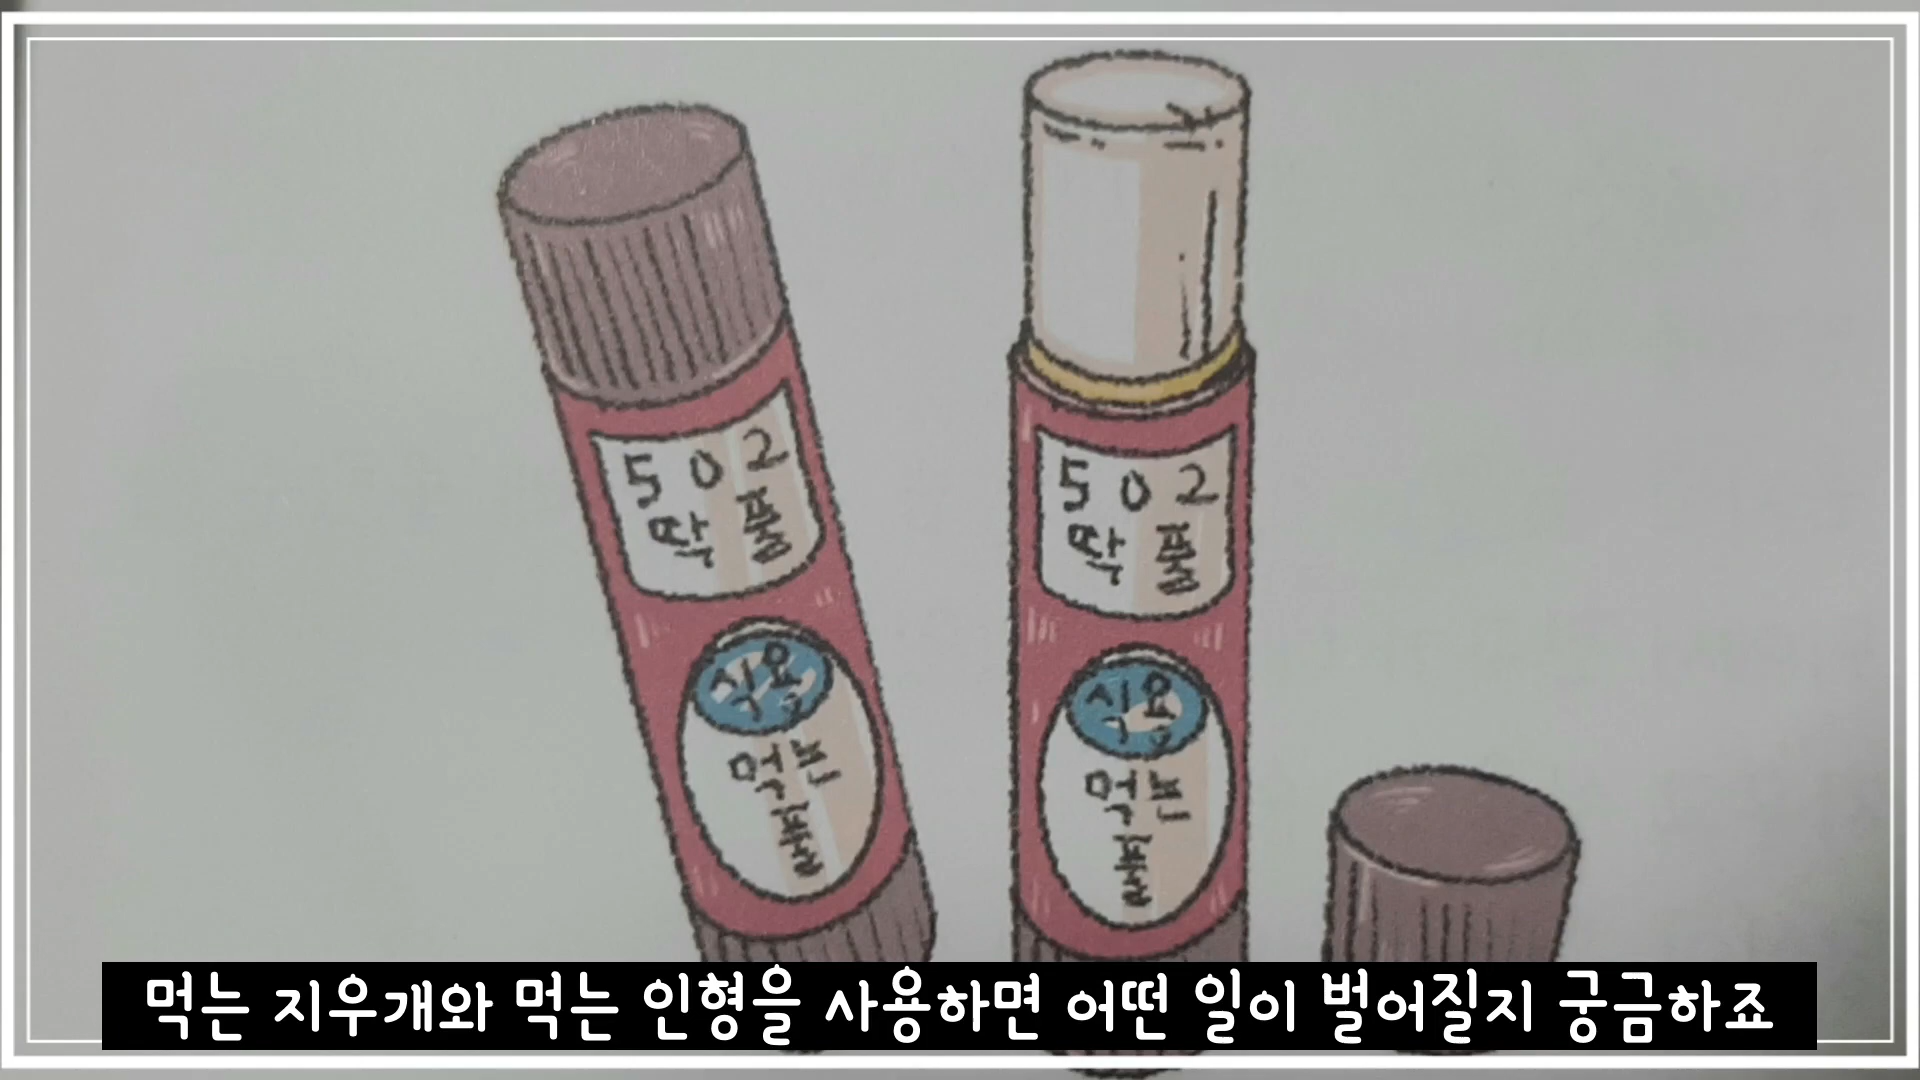 502
딱 풀
식용
먹는
풀
502
딱 풀
식용
먹는
풀
먹는 지우개와 먹는 인형을 사용하면 어떤 일이 벌어질지 궁금하죠